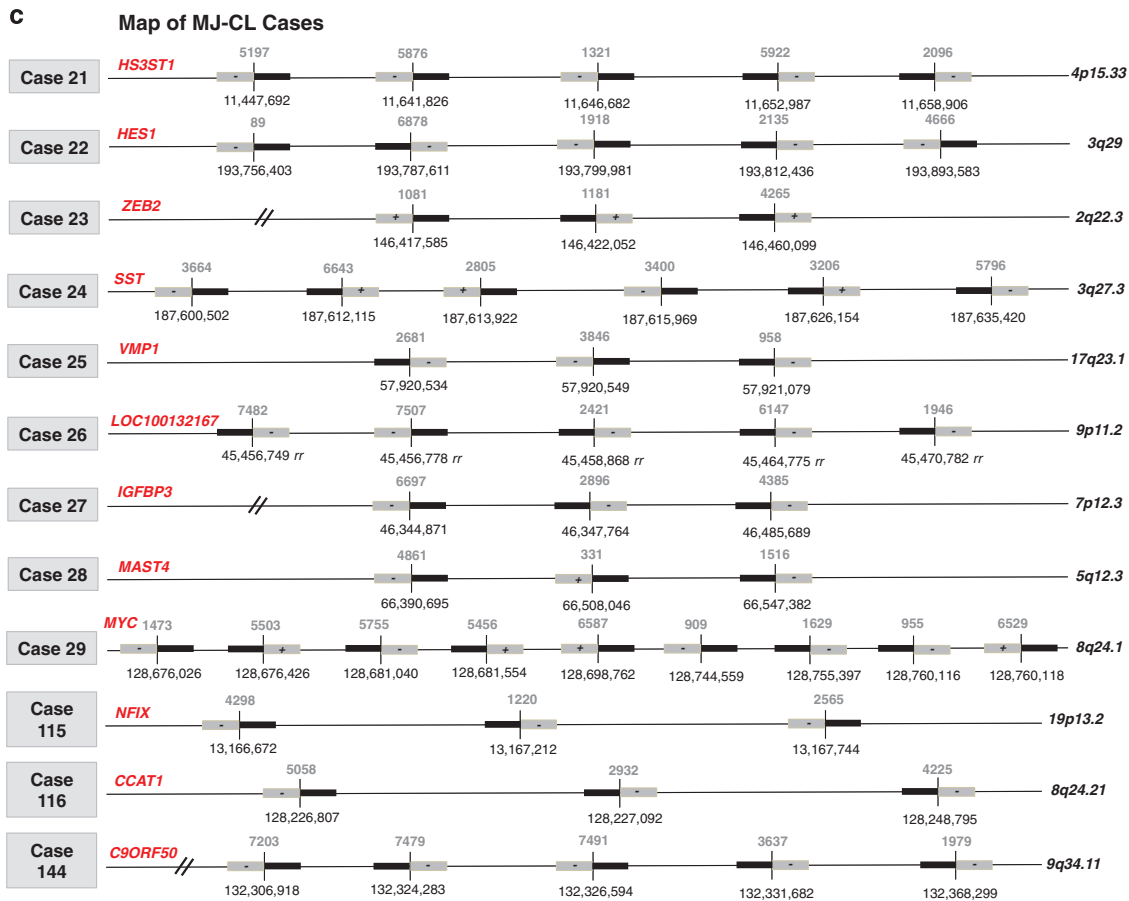 c
Map of MJ-CL Cases
Case 21
HS3ST1
5197 5876 1321 5922 2096
- - - - -
4p15.33
11,447,692 11,641,826 11,646,682 11,652,987 11,658,906
Case 22
HES1
89 6878 1918 2135 4666
- - - - -
3q29
193,756,403 193,787,611 193,799,981 193,812,436 193,893,583
Case 23
ZEB2
1081 1181 4265
+ + +
2q22.3
146,417,585 146,422,052 146,460,099
Case 24
SST
3664 6643 2805 3400 3206 5796
- + + - + -
3q27.3
187,600,502 187,612,115 187,613,922 187,615,969 187,626,154 187,635,420
Case 25
VMP1
2681 3846 958
- - -
17q23.1
57,920,534 57,920,549 57,921,079
Case 26
LOC100132167
7482 7507 2421 6147 1946
- - - - -
9p11.2
45,456,749 rr 45,456,778 rr 45,458,868 rr 45,464,775 rr 45,470,782 rr
Case 27
IGFBP3
6697 2896 4385
- - -
7p12.3
46,344,871 46,347,764 46,485,689
Case 28
MAST4
4861 331 1516
- + -
5q12.3
66,390,695 66,508,046 66,547,382
Case 29
MYC
1473 5503 5755 5456 6587 909 1629 955 6529
- + - + + - - - +
8q24.1
128,676,026 128,676,426 128,681,040 128,681,554 128,698,762 128,744,559 128,755,397 128,760,116 128,760,118
Case
115
NFIX
4298 1220 2565
- - -
19p13.2
13,166,672 13,167,212 13,167,744
Case
116
CCAT1
5058 2932 4225
- - -
8q24.21
128,226,807 128,227,092 128,248,795
Case
144
C9ORF50
7203 7479 7491 3637 1979
- - - - -
9q34.11
132,306,918 132,324,283 132,326,594 132,331,682 132,368,299